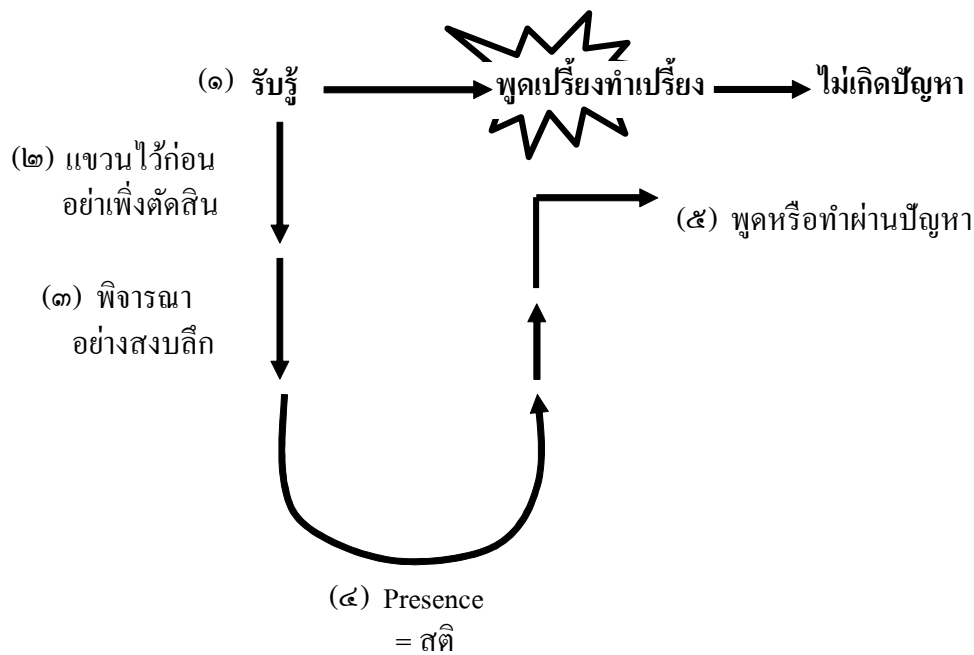 (๑) รับรู้ พูดเปรี้ยงทำเปรี้ยง ไม่เกิดปัญหา
(๒) แขวนไว้ก่อน
อย่าเพิ่งตัดสิน
(๕) พูดหรือทำผ่านปัญหา
(๓) พิจารณา
อย่างสงบลึก
(๔) Presence
= สติ